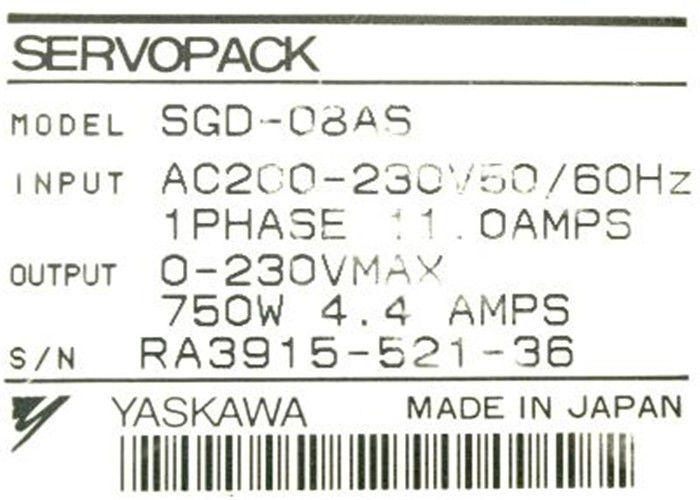 SERVOPACK
MODEL SGD-08AS
INPUT AC200-230V50/60Hz
1PHASE 11.0AMPS
OUTPUT 0-230VMAX
750W 4.4 AMPS
S/N RA3915-521-36
YASKAWA MADE IN JAPAN